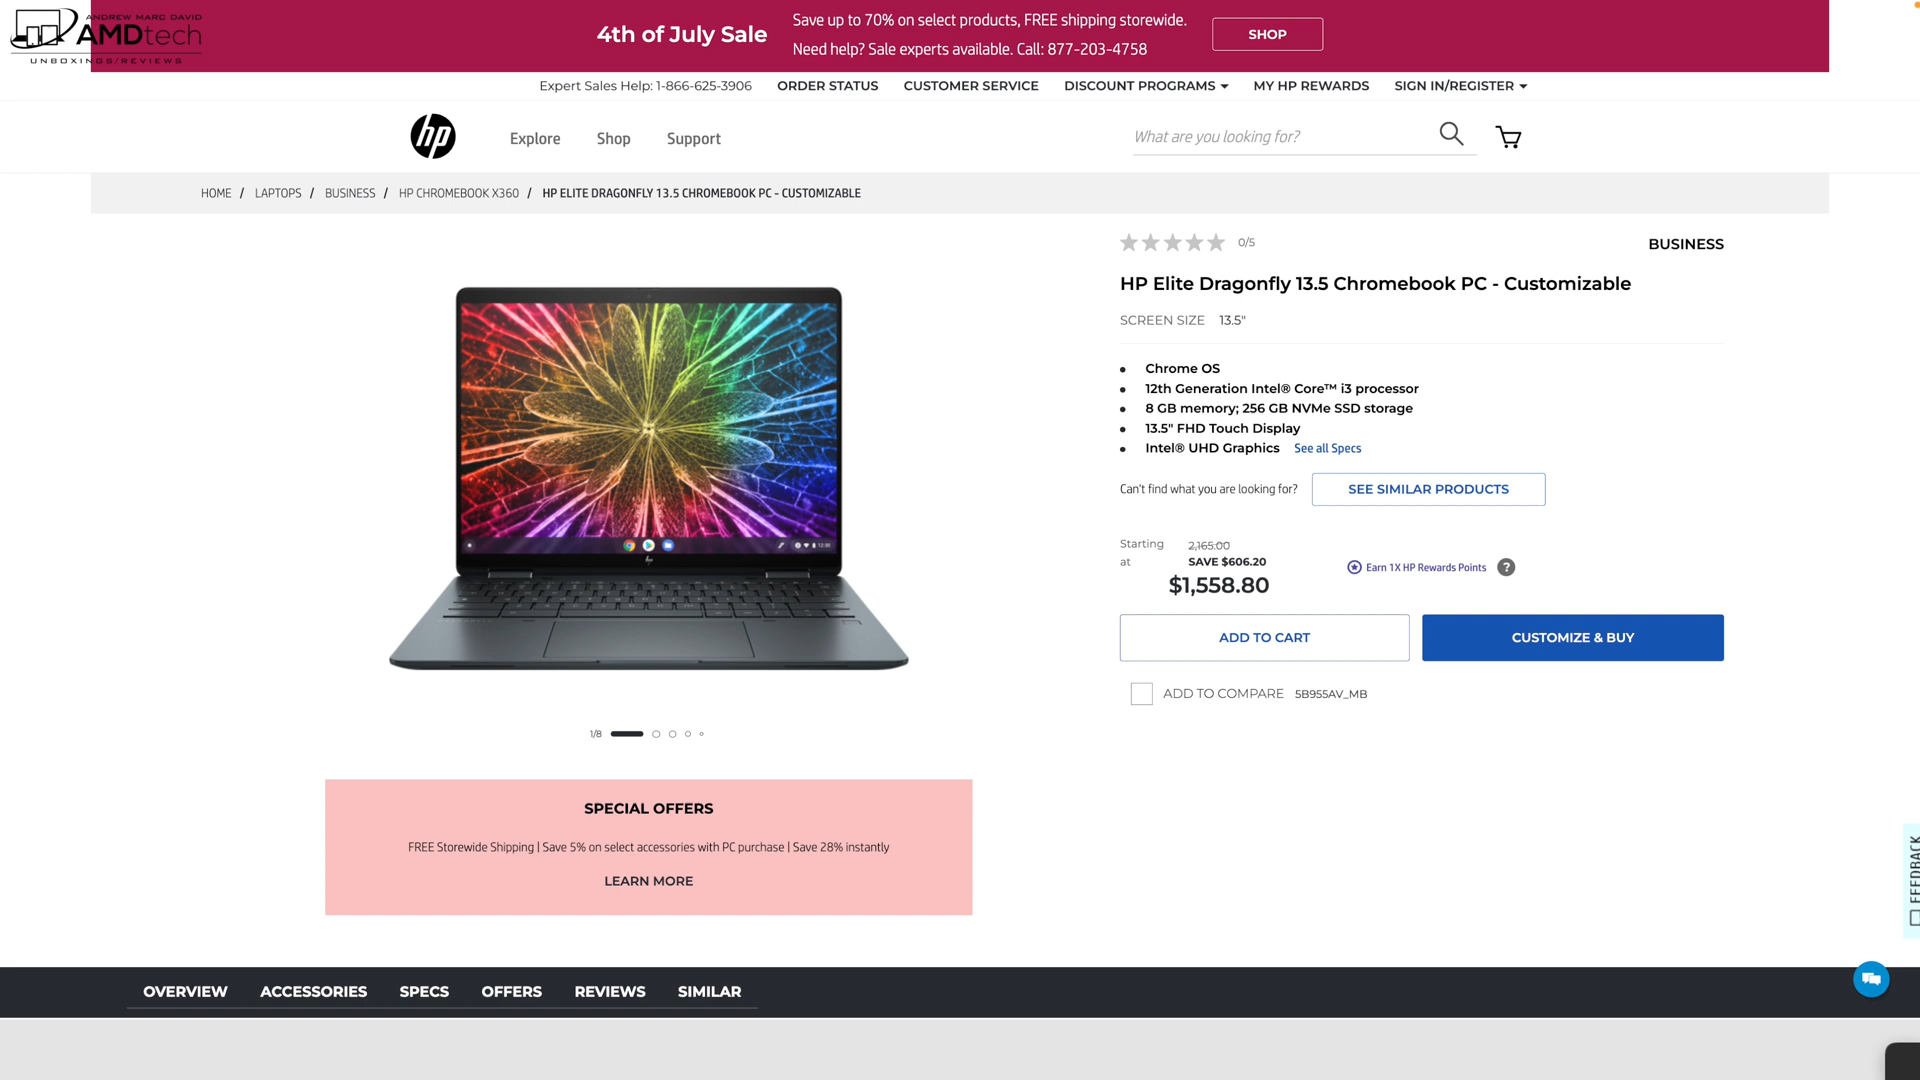 ANDREW MARC DAVID
AMDtech
UNBOXINGS/REVIEWS
4th of July Sale
Save up to 70% on select products, FREE shipping storewide.
Need help? Sale experts available. Call: 877-203-4758
SHOP
Expert Sales Help: 1-866-625-3906
ORDER STATUS
CUSTOMER SERVICE
DISCOUNT PROGRAMS
MY HP REWARDS
SIGN IN/REGISTER
hp
Explore
Shop
Support
What are you looking for?
HOME / LAPTOPS / BUSINESS / HP CHROMEBOOK X360 / HP ELITE DRAGONFLY 13.5 CHROMEBOOK PC - CUSTOMIZABLE
0/5
BUSINESS
HP Elite Dragonfly 13.5 Chromebook PC - Customizable
SCREEN SIZE 13.5"
Chrome OS
12th Generation Intel® Core™ i3 processor
8 GB memory; 256 GB NVMe SSD storage
13.5" FHD Touch Display
Intel® UHD Graphics See all Specs
Can't find what you are looking for?
SEE SIMILAR PRODUCTS
Starting at
2,165.00
SAVE $606.20
$1,558.80
Earn 1X HP Rewards Points ?
ADD TO CART
CUSTOMIZE & BUY
ADD TO COMPARE 5B955AV_MB
1/8
SPECIAL OFFERS
FREE Storewide Shipping | Save 5% on select accessories with PC purchase | Save 28% instantly
LEARN MORE
FEEDBACK
OVERVIEW
ACCESSORIES
SPECS
OFFERS
REVIEWS
SIMILAR